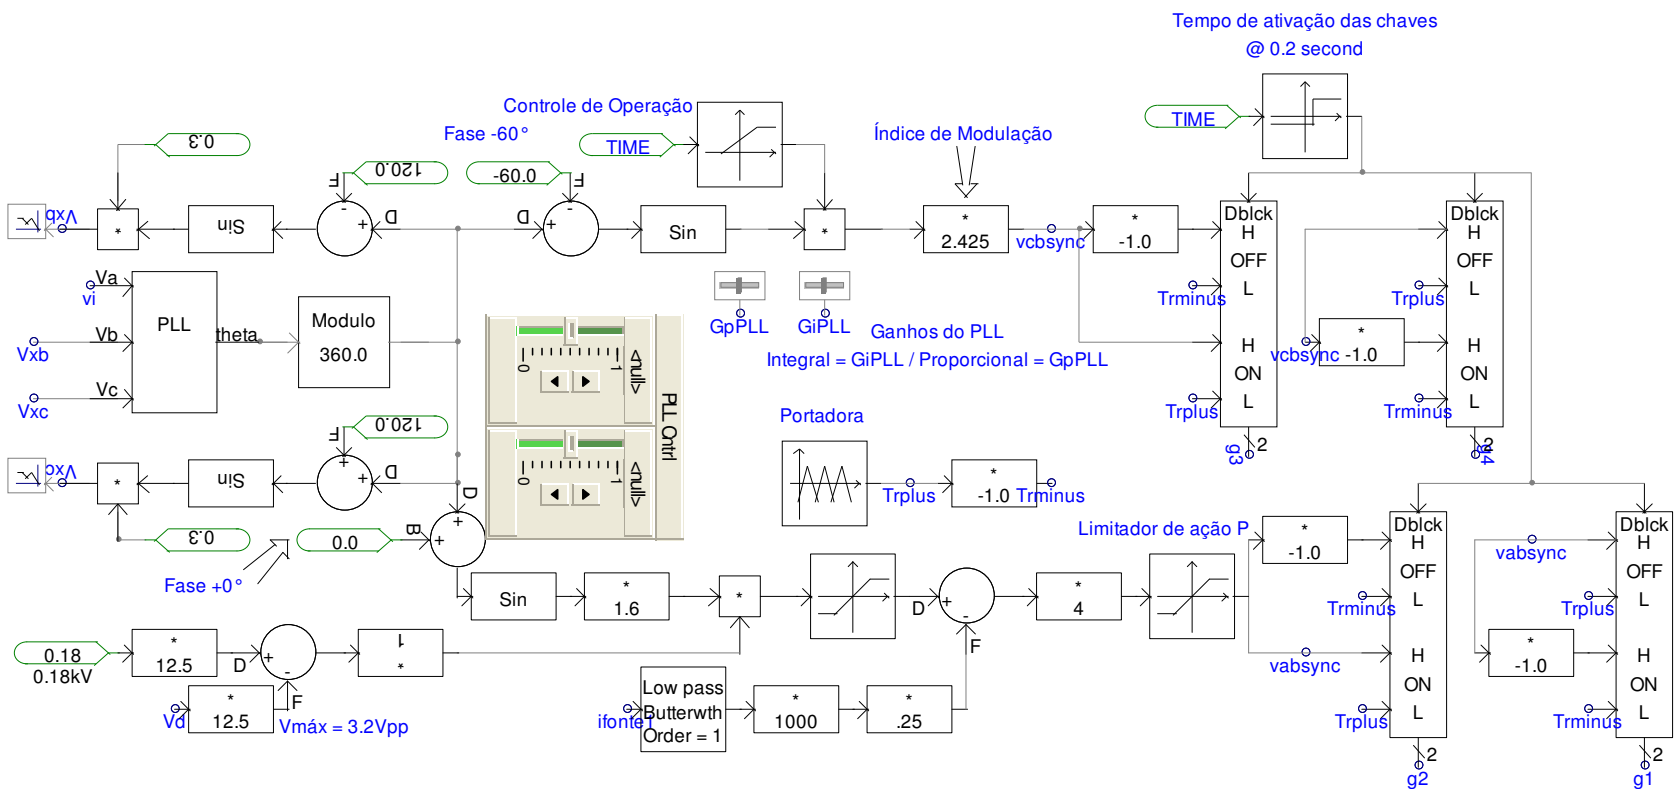 Tempo de ativação das chaves
@ 0.2 second
TIME
Controle de Operação
Fase -60°
TIME
Índice de Modulação
0.3
120.0
F
-60.0
F
Vxb
*
Sin
-
+
D
D
-
+
Sin
*
*
2.425
vcbsync
*
-1.0
Dblck
H
OFF
L
H
ON
L
Trminus
Trplus
2
g3
Dblck
H
OFF
L
H
ON
L
Trplus
vcbsync
*
-1.0
Trminus
2
g4
Va
vi
Vb
Vxb
Vc
Vxc
PLL
theta
Modulo
360.0
GpPLL
GiPLL
Ganhos do PLL
Integral = GiPLL / Proporcional = GpPLL
PLL Cntrl
<null>
0
1
<null>
0
1
Portadora
Trplus
*
-1.0
Trminus
120.0
F
Vxc
*
Sin
+
+
D
0.3
Fase +0°
0.0
B
D
+
+
Sin
*
1.6
*
D
+
-
F
*
4
Limitador de ação P
*
-1.0
Dblck
H
OFF
L
H
ON
L
Trminus
vabsync
Trplus
2
g2
Dblck
H
OFF
L
H
ON
L
vabsync
Trplus
*
-1.0
Trminus
2
g1
0.18
0.18kV
*
12.5
D
+
-
F
1
*
Vd
*
12.5
Vmáx = 3.2Vpp
ifonte1
Low pass
Butterwth
Order = 1
*
1000
*
.25